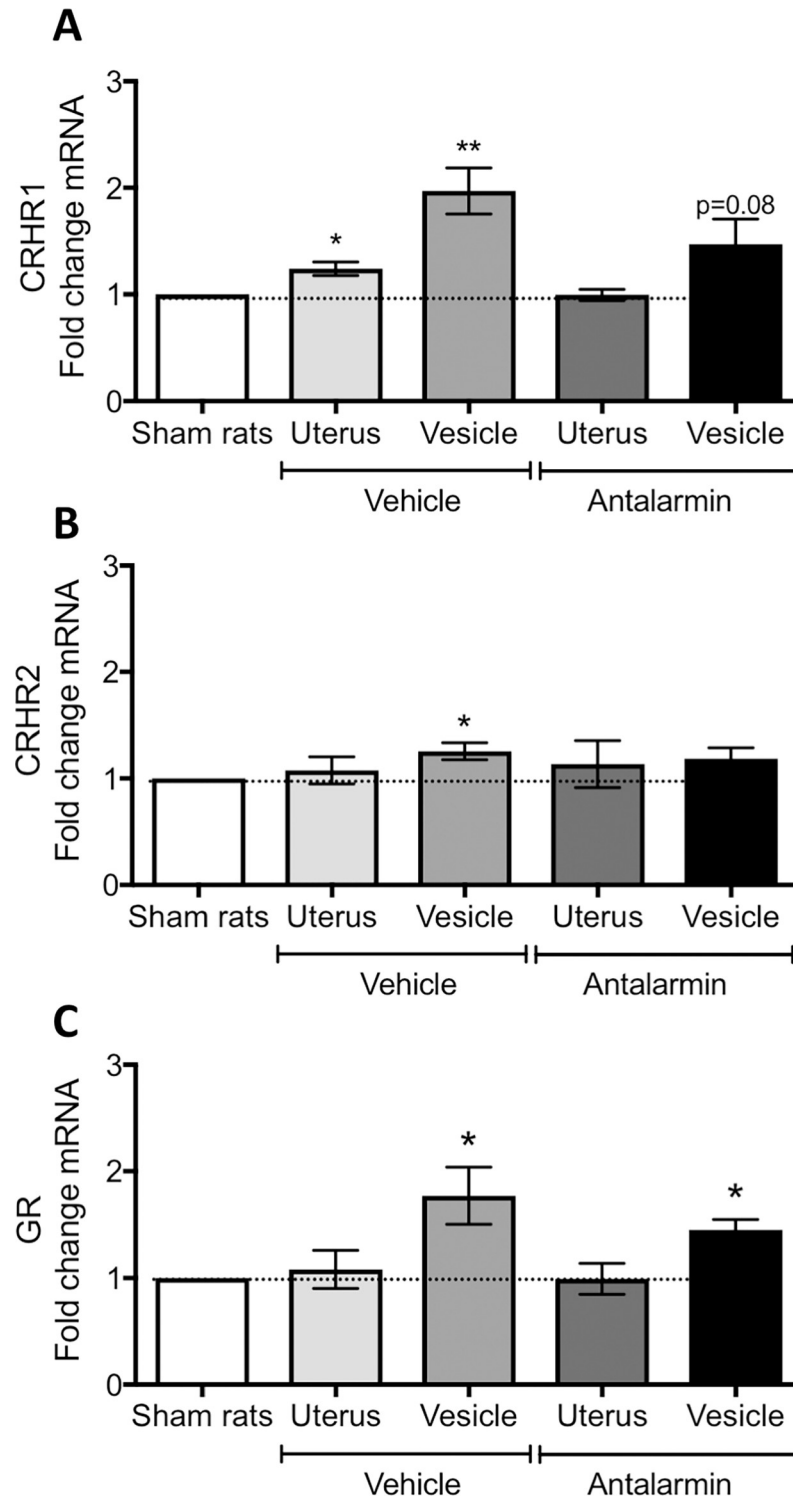 A
CRHR1
Fold change mRNA
3
2
1
0
*
**
p=0.08
Sham rats Uterus Vesicle Uterus Vesicle
Vehicle Antalarmin
B
CRHR2
Fold change mRNA
3
2
1
0
*
Sham rats Uterus Vesicle Uterus Vesicle
Vehicle Antalarmin
C
GR
Fold change mRNA
3
2
1
0
*
*
Sham rats Uterus Vesicle Uterus Vesicle
Vehicle Antalarmin